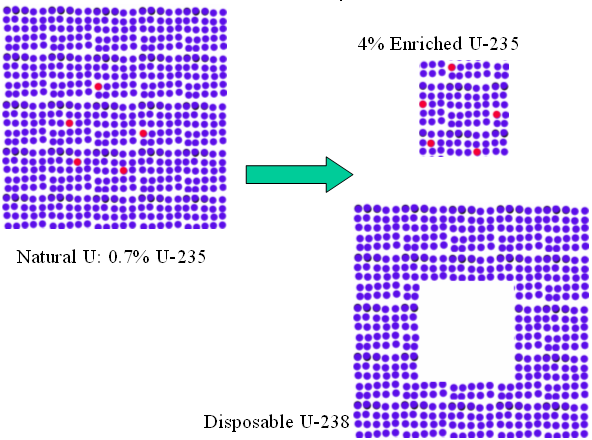 4% Enriched U-235
Natural U: 0.7% U-235
Disposable U-238